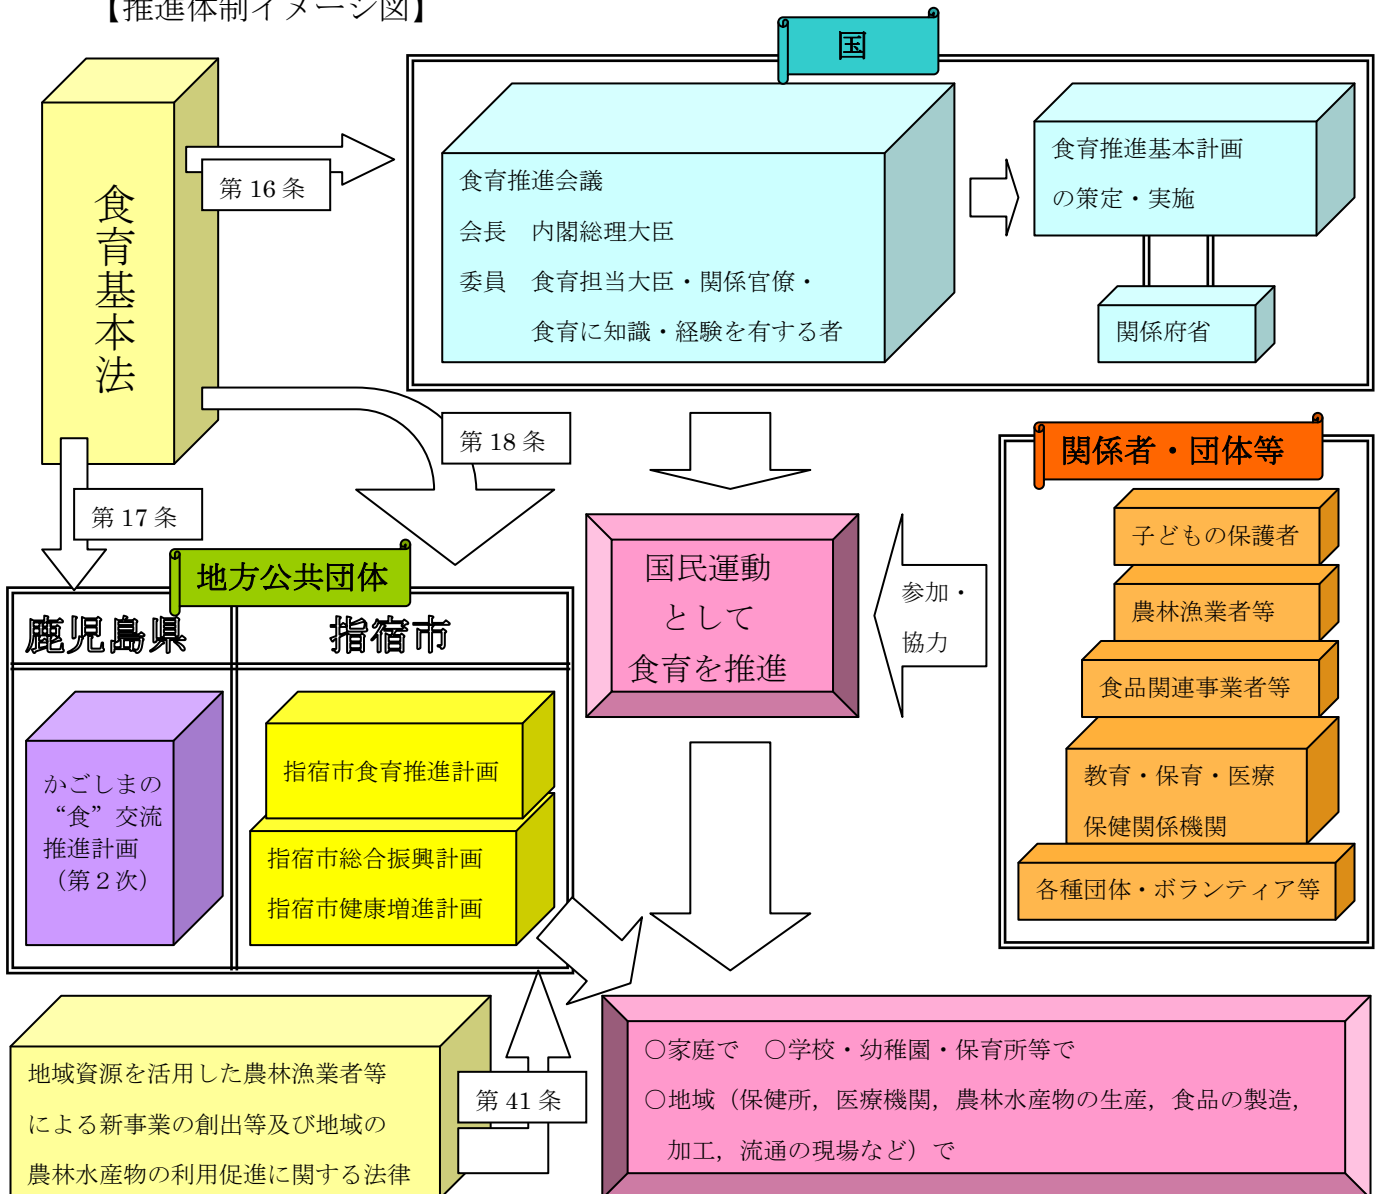 【推進体制イメージ図】
国
食育基本法
第16条
食育推進会議
会長　内閣総理大臣
委員　食育担当大臣・関係官僚・
食育に知識・経験を有する者
食育推進基本計画
の策定・実施
関係府省
第18条
第17条
関係者・団体等
子どもの保護者
農林漁業者等
食品関連事業者等
教育・保育・医療
保健関係機関
各種団体・ボランティア等
参加・
協力
国民運動
として
食育を推進
地方公共団体
鹿児島県
指宿市
かごしまの
“食”交流
推進計画
（第２次）
指宿市食育推進計画
指宿市総合振興計画
指宿市健康増進計画
地域資源を活用した農林漁業者等
による新事業の創出等及び地域の
農林水産物の利用促進に関する法律
第41条
○家庭で　○学校・幼稚園・保育所等で
○地域（保健所，医療機関，農林水産物の生産，食品の製造，
加工，流通の現場など）で